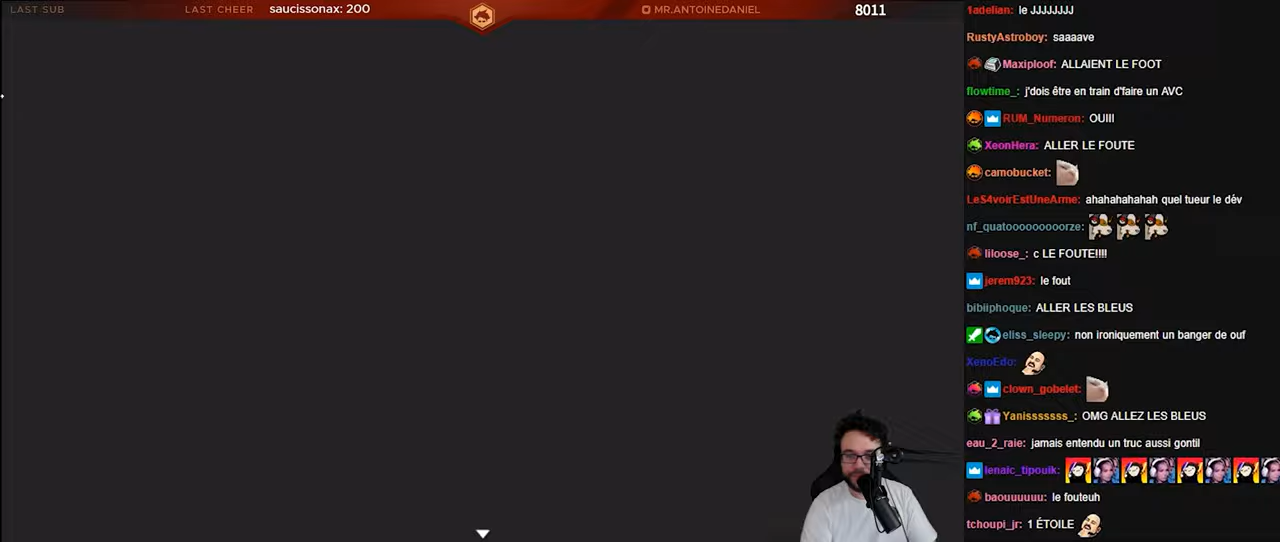 LAST SUB
LAST CHEER saucissonax: 200
MR.ANTOINEDANIEL
8011
1adelian: le JJJJJJJJ
RustyAstroboy: saaaave
Maxiploof: ALLAIENT LE FOOT
flowtime_: j'dois être en train d'faire un AVC
RUM_Numeron: OUIII
XeonHera: ALLER LE FOUTE
camobucket:
LeS4voirEstUneArme: ahahahahahah quel tueur le dév
nf_quatooooooooorze:
liloose_: c LE FOUTE!!!!
jerem923: le fout
bibiiphoque: ALLER LES BLEUS
eliss_sleepy: non ironiquement un banger de ouf
XenoEdo:
clown_gobelet:
Yanisssssss_: OMG ALLEZ LES BLEUS
eau_2_raie: jamais entendu un truc aussi gontil
lenaic_tipouik:
baouuuuuu: le fouteuh
tchoupi_jr: 1 ÉTOILE